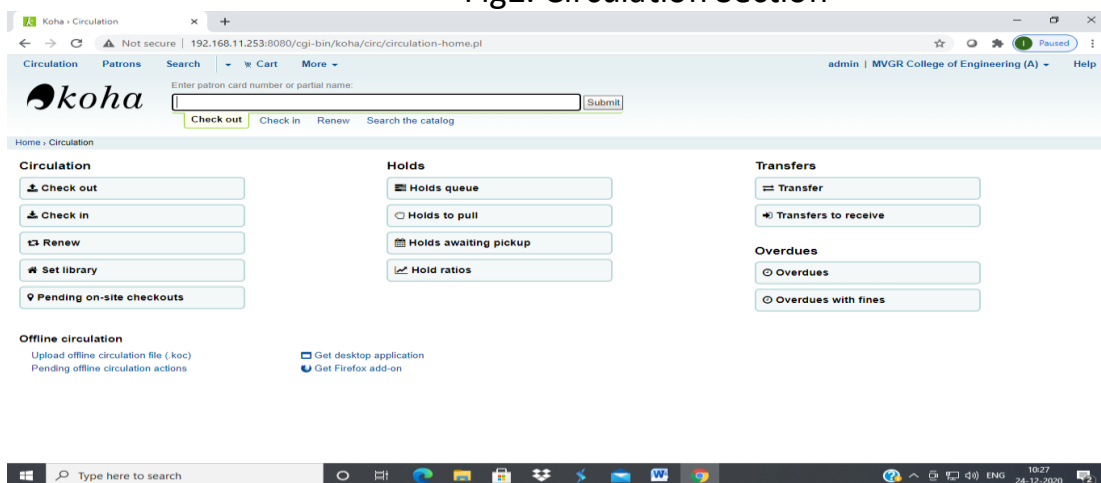 Fig2: Circulation Section
Koha › Circulation × +
Not secure | 192.168.11.253:8080/cgi-bin/koha/circ/circulation-home.pl Paused
Circulation Patrons Search Cart More admin | MVGR College of Engineering (A) Help
koha
Enter patron card number or partial name:
Submit
Check out Check in Renew Search the catalog
Home › Circulation
Circulation
Check out
Check in
Renew
Set library
Pending on-site checkouts
Holds
Holds queue
Holds to pull
Holds awaiting pickup
Hold ratios
Transfers
Transfer
Transfers to receive
Overdues
Overdues
Overdues with fines
Offline circulation
Upload offline circulation file (.koc)
Pending offline circulation actions
Get desktop application
Get Firefox add-on
Type here to search
ENG
10:27
24-12-2020
2